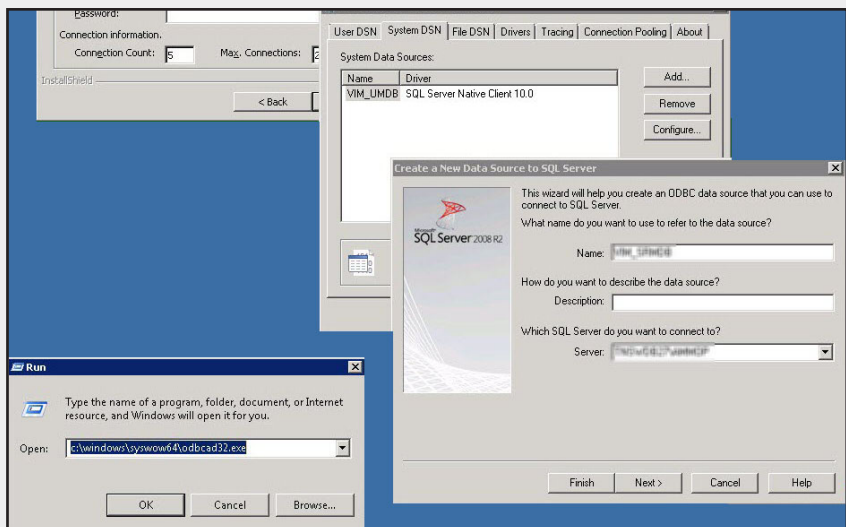 Password:
Connection information.
Connection Count: 5 Max. Connections: 2
InstallShield
< Back
User DSN System DSN File DSN Drivers Tracing Connection Pooling About
System Data Sources:
Name Driver
VIM_UMDB SQL Server Native Client 10.0
Add...
Remove
Configure...
Create a New Data Source to SQL Server
Microsoft
SQL Server 2008 R2
This wizard will help you create an ODBC data source that you can use to
connect to SQL Server.
What name do you want to use to refer to the data source?
Name:
How do you want to describe the data source?
Description:
Which SQL Server do you want to connect to?
Server:
Finish Next > Cancel Help
Run
Type the name of a program, folder, document, or Internet
resource, and Windows will open it for you.
Open: c:\windows\syswow64\odbcad32.exe
OK Cancel Browse...